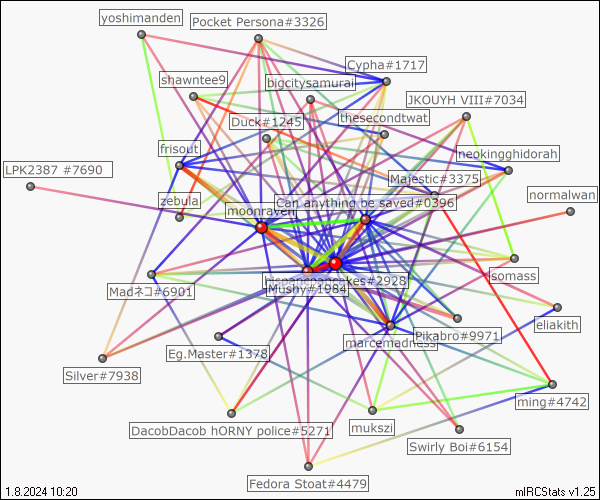 yoshimanden
Pocket Persona#3326
Cypha#1717
shawntee9
bigcitysamurai
JKOUYH VIII#7034
Duck#1245
thesecondtwat
frisout
neokingghidorah
LPK2387 #7690
Majestic#3375
zebula
normalwan
moonraven
Can anything be saved#0396
somass
hispanicpancakes#2928
Madネコ#6901
Mushy#1984
eliakith
Pikabro#9971
marcemadness
Eg.Master#1378
Silver#7938
ming#4742
DacobDacob hORNY police#5271
mukszi
Swirly Boi#6154
Fedora Stoat#4479
1.8.2024 10:20
mIRCStats v1.25